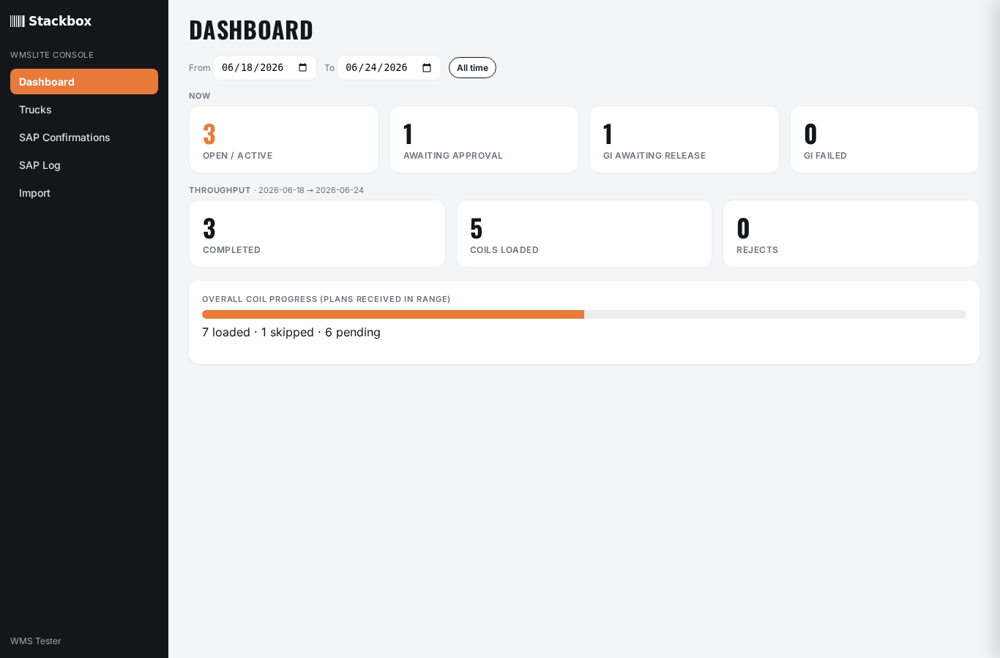 Stackbox
WMSLITE CONSOLE
Dashboard
Trucks
SAP Confirmations
SAP Log
Import
WMS Tester
DASHBOARD
From 06/18/2026 To 06/24/2026 All time
NOW
3
OPEN / ACTIVE
1
AWAITING APPROVAL
1
GI AWAITING RELEASE
0
GI FAILED
THROUGHPUT · 2026-06-18 → 2026-06-24
3
COMPLETED
5
COILS LOADED
0
REJECTS
OVERALL COIL PROGRESS (PLANS RECEIVED IN RANGE)
7 loaded · 1 skipped · 6 pending